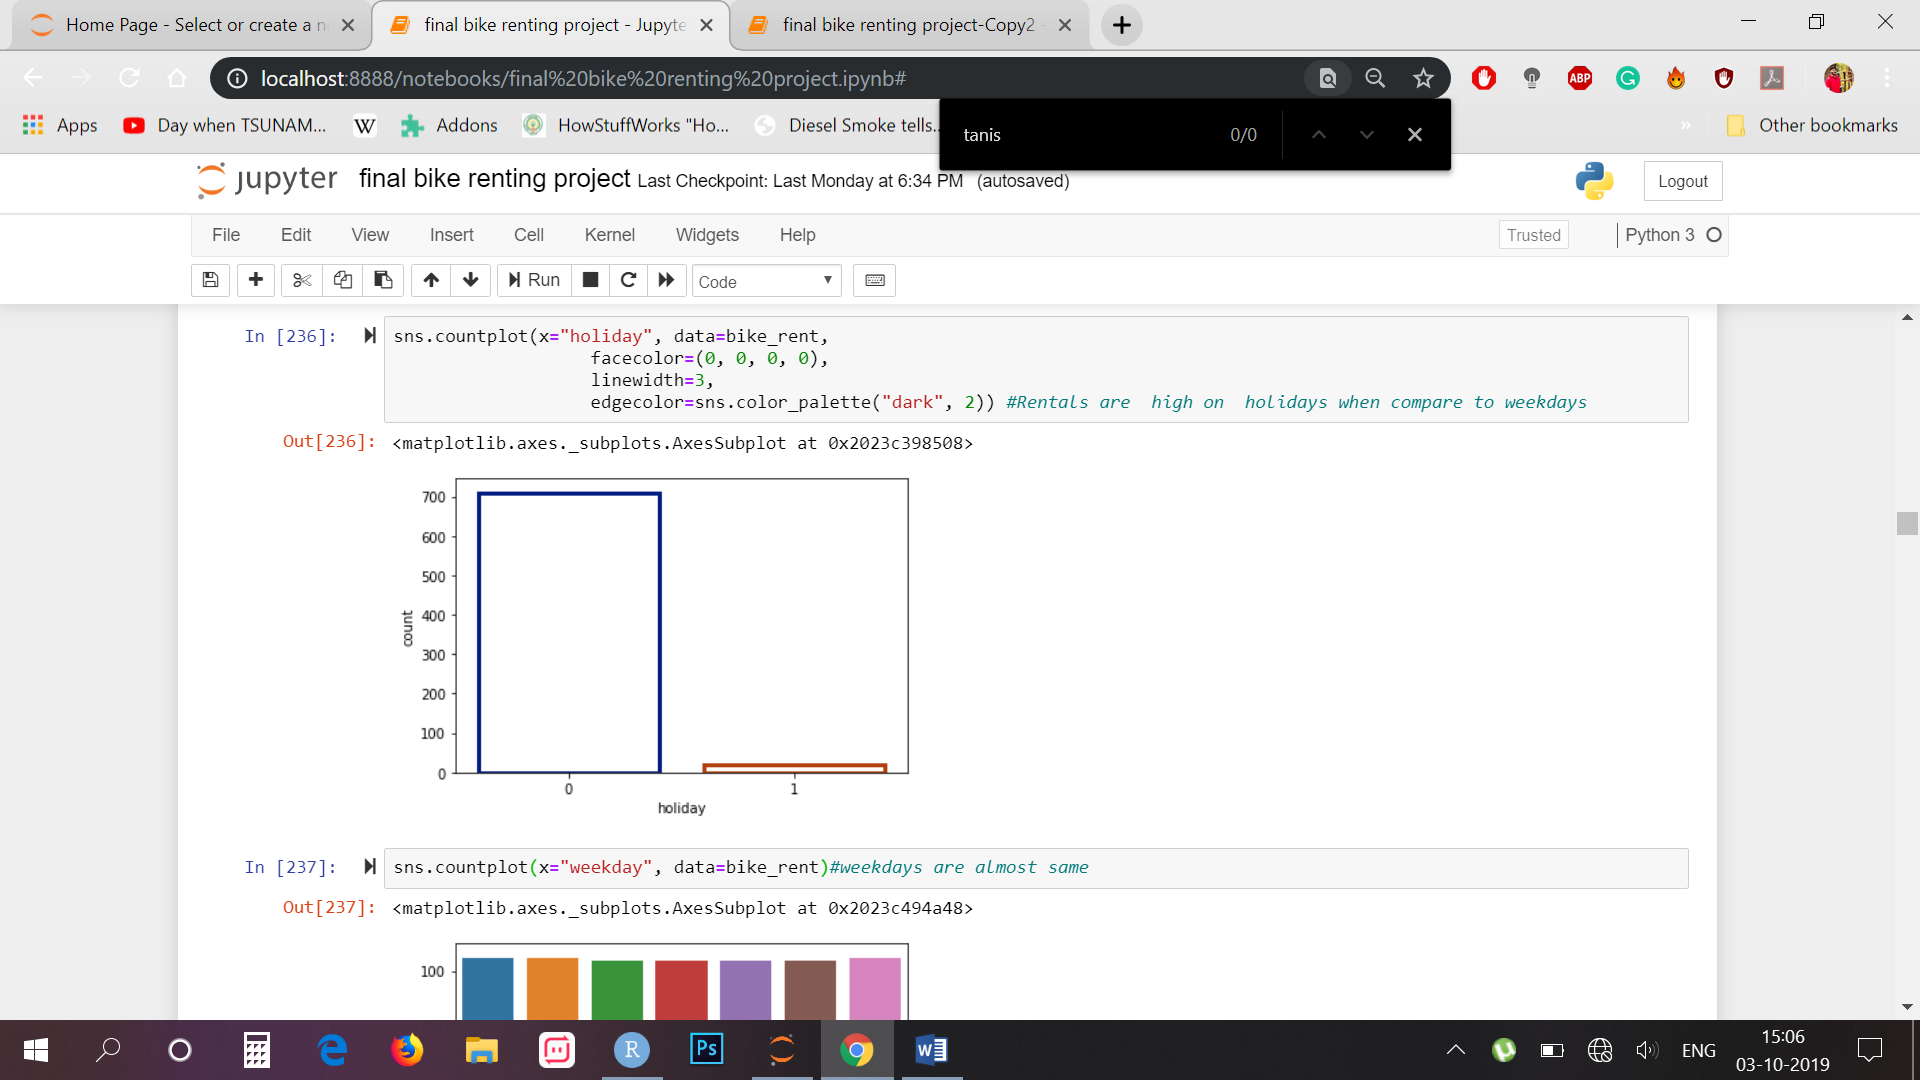 Home Page - Select or create a n
final bike renting project - Jupyte
final bike renting project-Copy2 -
localhost:8888/notebooks/final%20bike%20renting%20project.ipynb#
ABP
Apps
Day when TSUNAM...
W
Addons
HowStuffWorks "Ho...
Diesel Smoke tells...
»
Other bookmarks
tanis
0/0
jupyter
final bike renting project Last Checkpoint: Last Monday at 6:34 PM (autosaved)
Logout
File Edit View Insert Cell Kernel Widgets Help
Trusted
Python 3
Run
Code
In [236]:
sns.countplot(x="holiday", data=bike_rent,
facecolor=(0, 0, 0, 0),
linewidth=3,
edgecolor=sns.color_palette("dark", 2)) #Rentals are  high on  holidays when compare to weekdays
Out[236]: <matplotlib.axes._subplots.AxesSubplot at 0x2023c398508>
700
600
500
400
300
200
100
0
count
0 1
holiday
In [237]:
sns.countplot(x="weekday", data=bike_rent)#weekdays are almost same
Out[237]: <matplotlib.axes._subplots.AxesSubplot at 0x2023c494a48>
100
R
Ps
W
ENG
15:06
03-10-2019